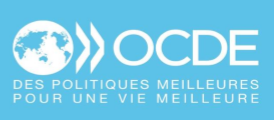 OCDE
DES POLITIQUES MEILLEURES
POUR UNE VIE MEILLEURE